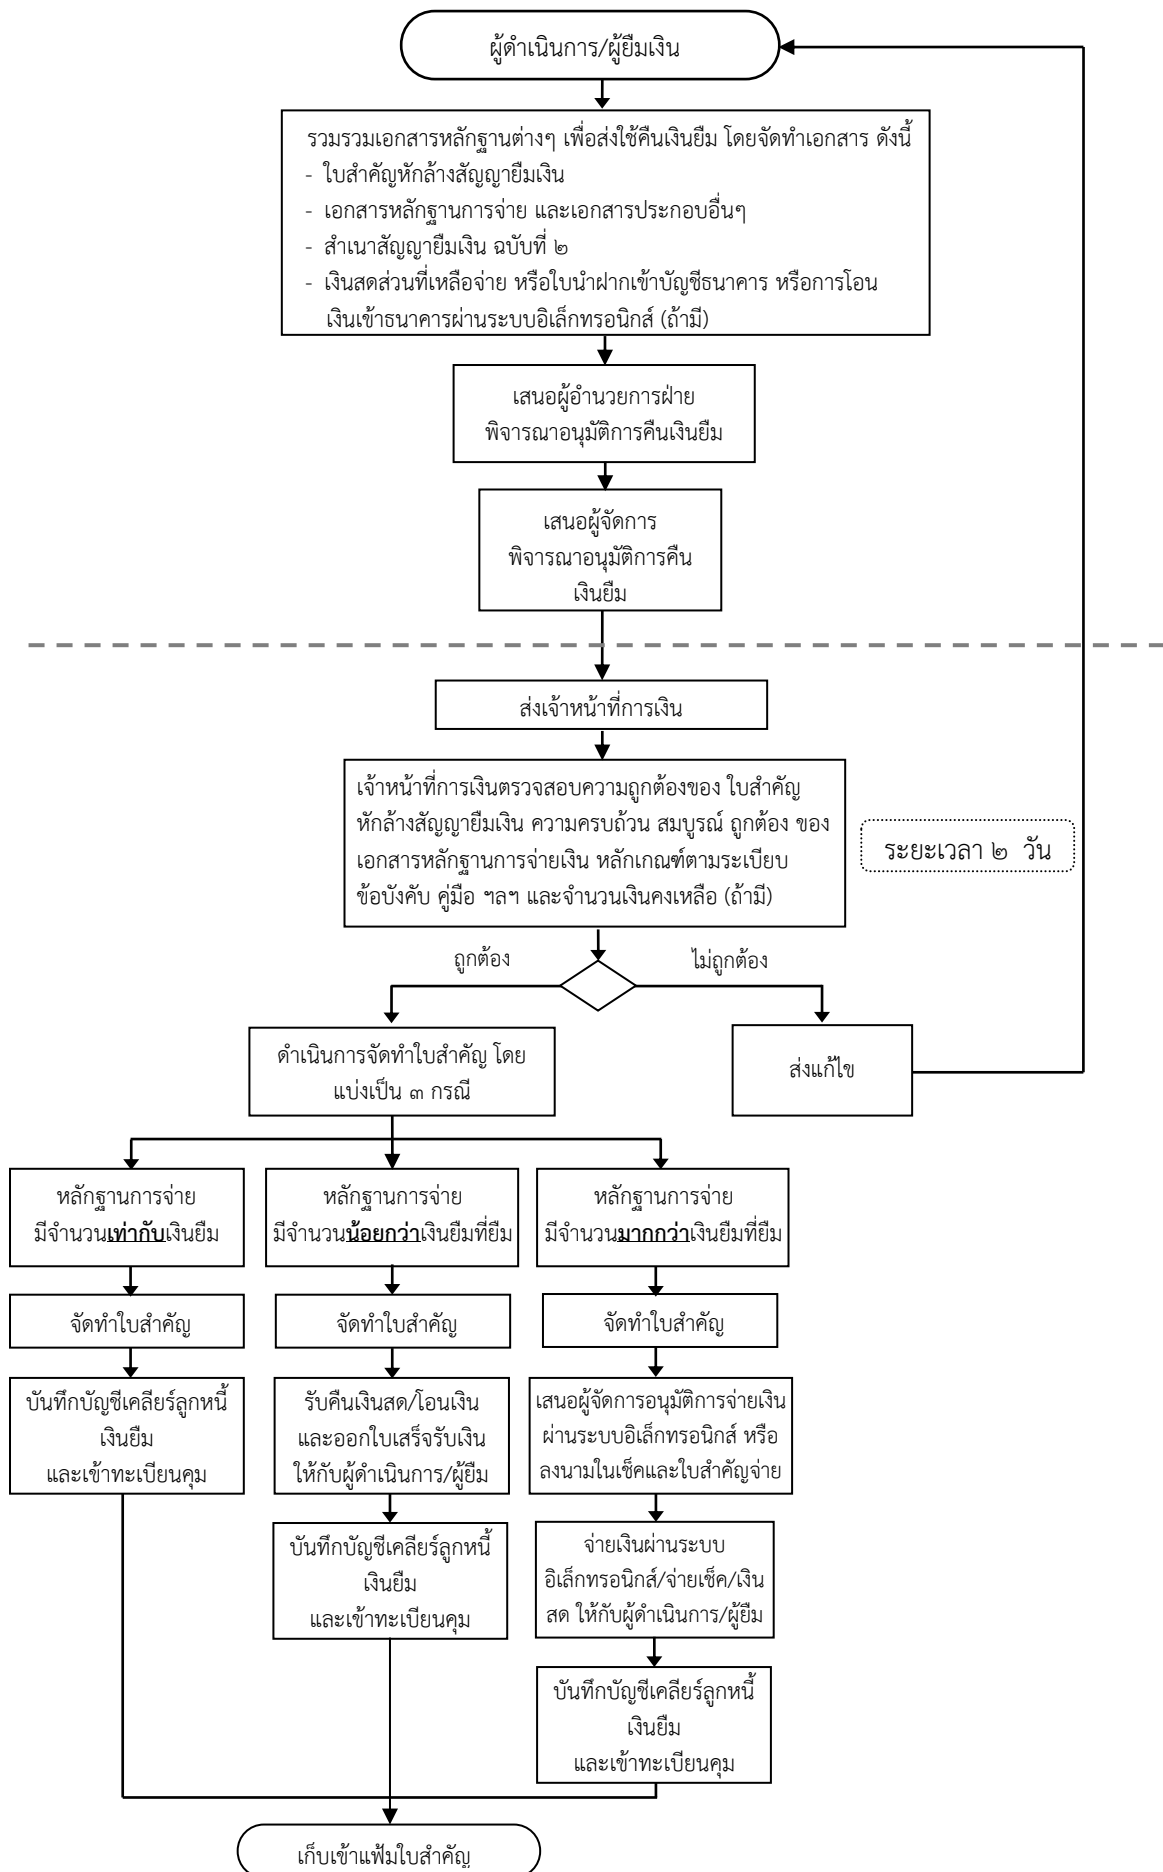 ผู้ดำเนินการ/ผู้ยืมเงิน
รวมรวมเอกสารหลักฐานต่างๆ เพื่อส่งใช้คืนเงินยืม โดยจัดทำเอกสาร ดังนี้
- ใบสำคัญหักล้างสัญญายืมเงิน
- เอกสารหลักฐานการจ่าย และเอกสารประกอบอื่นๆ
- สำเนาสัญญายืมเงิน ฉบับที่ ๒
- เงินสดส่วนที่เหลือจ่าย หรือใบนำฝากเข้าบัญชีธนาคาร หรือการโอน
เงินเข้าธนาคารผ่านระบบอิเล็กทรอนิกส์ (ถ้ามี)
เสนอผู้อำนวยการฝ่าย
พิจารณาอนุมัติการคืนเงินยืม
เสนอผู้จัดการ
พิจารณาอนุมัติการคืน
เงินยืม
ส่งเจ้าหน้าที่การเงิน
เจ้าหน้าที่การเงินตรวจสอบความถูกต้องของ ใบสำคัญ
หักล้างสัญญายืมเงิน ความครบถ้วน สมบูรณ์ ถูกต้อง ของ
เอกสารหลักฐานการจ่ายเงิน หลักเกณฑ์ตามระเบียบ
ข้อบังคับ คู่มือ ฯลฯ และจำนวนเงินคงเหลือ (ถ้ามี)
ระยะเวลา ๒ วัน
ถูกต้อง
ไม่ถูกต้อง
ดำเนินการจัดทำใบสำคัญ โดย
แบ่งเป็น ๓ กรณี
ส่งแก้ไข
หลักฐานการจ่าย
มีจำนวนเท่ากับเงินยืม
จัดทำใบสำคัญ
บันทึกบัญชีเคลียร์ลูกหนี้
เงินยืม
และเข้าทะเบียนคุม
หลักฐานการจ่าย
มีจำนวนน้อยกว่าเงินยืมที่ยืม
จัดทำใบสำคัญ
รับคืนเงินสด/โอนเงิน
และออกใบเสร็จรับเงิน
ให้กับผู้ดำเนินการ/ผู้ยืม
บันทึกบัญชีเคลียร์ลูกหนี้
เงินยืม
และเข้าทะเบียนคุม
หลักฐานการจ่าย
มีจำนวนมากกว่าเงินยืมที่ยืม
จัดทำใบสำคัญ
เสนอผู้จัดการอนุมัติการจ่ายเงิน
ผ่านระบบอิเล็กทรอนิกส์ หรือ
ลงนามในเช็คและใบสำคัญจ่าย
จ่ายเงินผ่านระบบ
อิเล็กทรอนิกส์/จ่ายเช็ค/เงิน
สด ให้กับผู้ดำเนินการ/ผู้ยืม
บันทึกบัญชีเคลียร์ลูกหนี้
เงินยืม
และเข้าทะเบียนคุม
เก็บเข้าแฟ้มใบสำคัญ